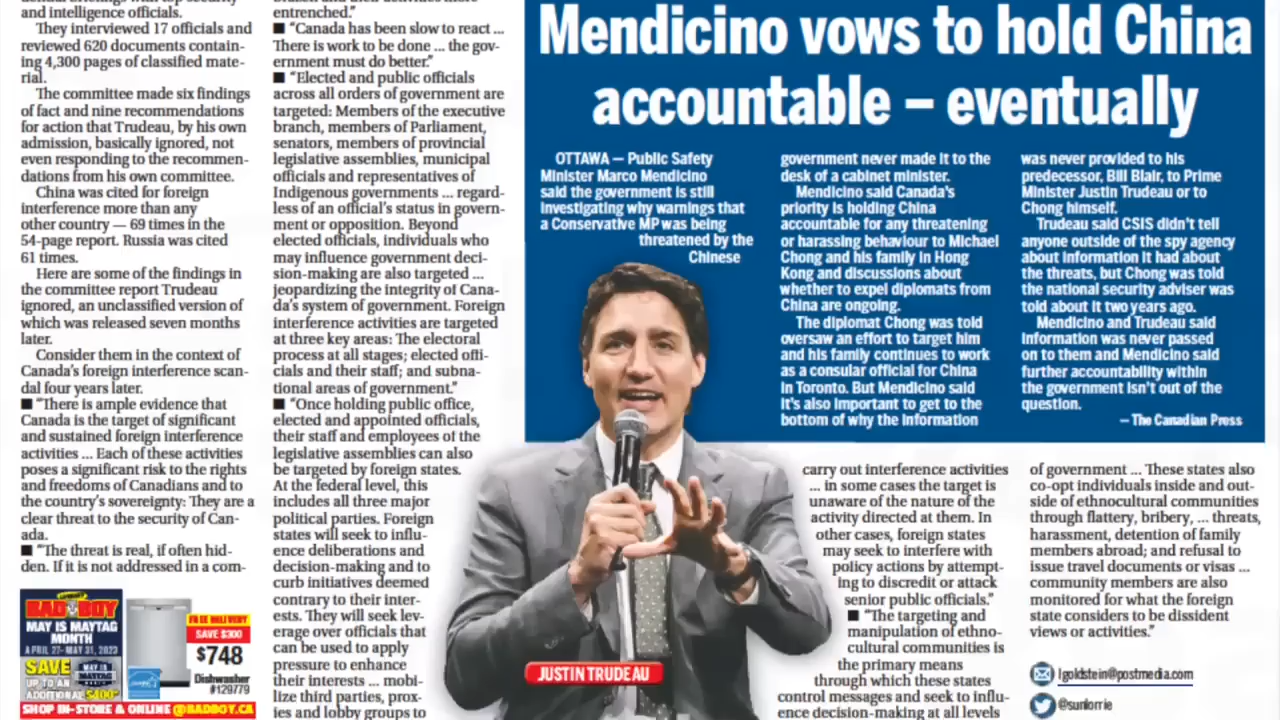 and intelligence officials.
They interviewed 17 officials and
reviewed 620 documents contain-
ing 4,300 pages of classified mate-
rial.
The committee made six findings
of fact and nine recommendations
for action that Trudeau, by his own
admission, basically ignored, not
even responding to the recommen-
dations from his own committee.
China was cited for foreign
interference more than any
other country — 69 times in the
54-page report. Russia was cited
61 times.
Here are some of the findings in
the committee report Trudeau
ignored, an unclassified version of
which was released seven months
later.
Consider them in the context of
Canada's foreign interference scan-
dal four years later.
■ "There is ample evidence that
Canada is the target of significant
and sustained foreign interference
activities ... Each of these activities
poses a significant risk to the rights
and freedoms of Canadians and to
the country's sovereignty: They are a
clear threat to the security of Can-
ada.
■ "The threat is real, if often hid-
den. If it is not addressed in a com-
BAD BOY
MAY IS MAYTAG
MONTH
APRIL 27- MAY 31, 2023
SAVE
UP TO AN
ADDITIONAL $400
MAY IS
MAYTAG
MONTH
FREE DELIVERY
SAVE $300
$748
Dishwasher
#129779
SHOP IN-STORE & ONLINE @BADBOY.CA
entrenched."
■ "Canada has been slow to react ...
There is work to be done ... the gov-
ernment must do better."
■ "Elected and public officials
across all orders of government are
targeted: Members of the executive
branch, members of Parliament,
senators, members of provincial
legislative assemblies, municipal
officials and representatives of
Indigenous governments ... regard-
less of an official's status in govern-
ment or opposition. Beyond
elected officials, individuals who
may influence government deci-
sion-making are also targeted ...
jeopardizing the integrity of Cana-
da's system of government. Foreign
interference activities are targeted
at three key areas: The electoral
process at all stages; elected offi-
cials and their staff; and subna-
tional areas of government."
■ "Once holding public office,
elected and appointed officials,
their staff and employees of the
legislative assemblies can also
be targeted by foreign states.
At the federal level, this
includes all three major
political parties. Foreign
states will seek to influ-
ence deliberations and
decision-making and to
curb initiatives deemed
contrary to their inter-
ests. They will seek lev-
erage over officials that
can be used to apply
pressure to enhance
their interests ... mobi-
lize third parties, prox-
ies and lobby groups to
Mendicino vows to hold China
accountable – eventually
OTTAWA — Public Safety
Minister Marco Mendicino
said the government is still
investigating why warnings that
a Conservative MP was being
threatened by the
Chinese
government never made it to the
desk of a cabinet minister.
Mendicino said Canada's
priority is holding China
accountable for any threatening
or harassing behaviour to Michael
Chong and his family in Hong
Kong and discussions about
whether to expel diplomats from
China are ongoing.
The diplomat Chong was told
oversaw an effort to target him
and his family continues to work
as a consular official for China
in Toronto. But Mendicino said
it's also important to get to the
bottom of why the information
was never provided to his
predecessor, Bill Blair, to Prime
Minister Justin Trudeau or to
Chong himself.
Trudeau said CSIS didn't tell
anyone outside of the spy agency
about information it had about
the threats, but Chong was told
the national security adviser was
told about it two years ago.
Mendicino and Trudeau said
information was never passed
on to them and Mendicino said
further accountability within
the government isn't out of the
question.
— The Canadian Press
JUSTIN TRUDEAU
carry out interference activities
... in some cases the target is
unaware of the nature of the
activity directed at them. In
other cases, foreign states
may seek to interfere with
policy actions by attempt-
ing to discredit or attack
senior public officials."
■ "The targeting and
manipulation of ethno-
cultural communities is
the primary means
through which these states
control messages and seek to influ-
ence decision-making at all levels
of government ... These states also
co-opt individuals inside and out-
side of ethnocultural communities
through flattery, bribery, ... threats,
harassment, detention of family
members abroad; and refusal to
issue travel documents or visas ...
community members are also
monitored for what the foreign
state considers to be dissident
views or activities."
lgoldstein@postmedia.com
@sunlorrie